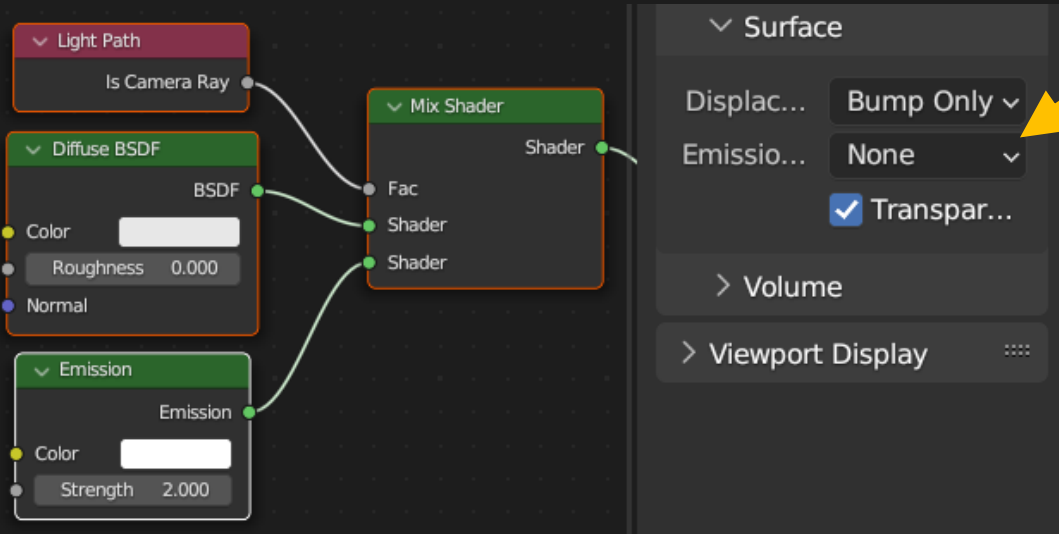 Light Path
Is Camera Ray
Diffuse BSDF
BSDF
Color
Roughness 0.000
Normal
Emission
Emission
Color
Strength 2.000
Mix Shader
Shader
Fac
Shader
Shader
Surface
Displac... Bump Only
Emissio... None
Transpar...
Volume
Viewport Display